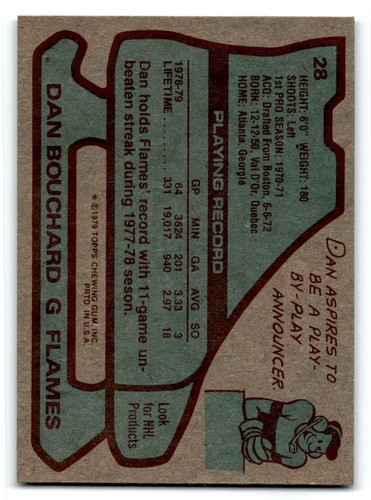 28
HEIGHT: 6'0" WEIGHT: 180
SHOOTS: Left
1st PRO SEASON: 1970-71
ACQ: Drafted From Boston, 6-6-72
BORN: 12-12-50, Val D'Or, Quebec
HOME: Atlanta, Georgia
PLAYING RECORD
GP MIN GA AVG SO
1978-79 64 3624 201 3.33 3
LIFETIME 331 19,017 940 2.97 18
Dan holds Flames' record with 11-game un-
beaten streak during 1977-78 seson.
DAN ASPIRES TO
BE A PLAY-
BY-PLAY
ANNOUNCER.
Look
for NHL
Products
* © 1979 TOPPS CHEWING GUM, INC.
PRTD. IN U.S.A.
DAN BOUCHARD G FLAMES